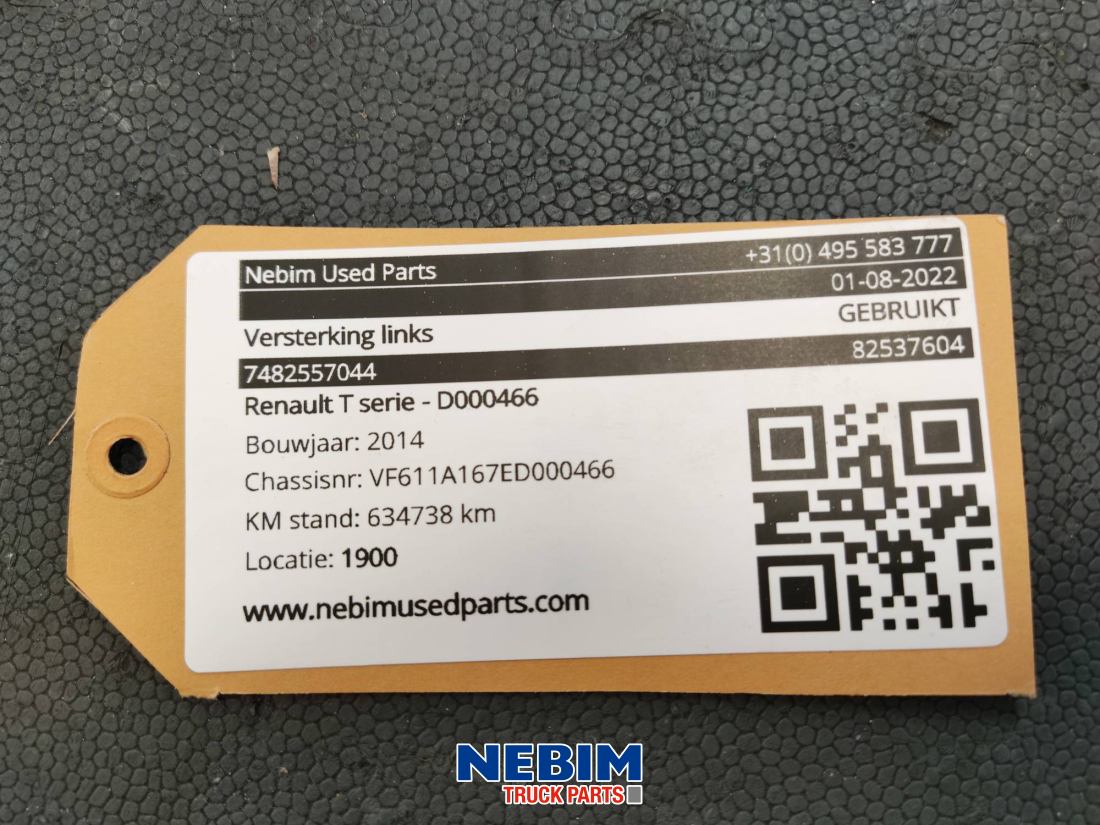 Nebim Used Parts +31(0) 495 583 777
01-08-2022
Versterking links GEBRUIKT
7482557044 82537604
Renault T serie - D000466
Bouwjaar: 2014
Chassisnr: VF611A167ED000466
KM stand: 634738 km
Locatie: 1900
www.nebimusedparts.com
NEBIM
TRUCK PARTS